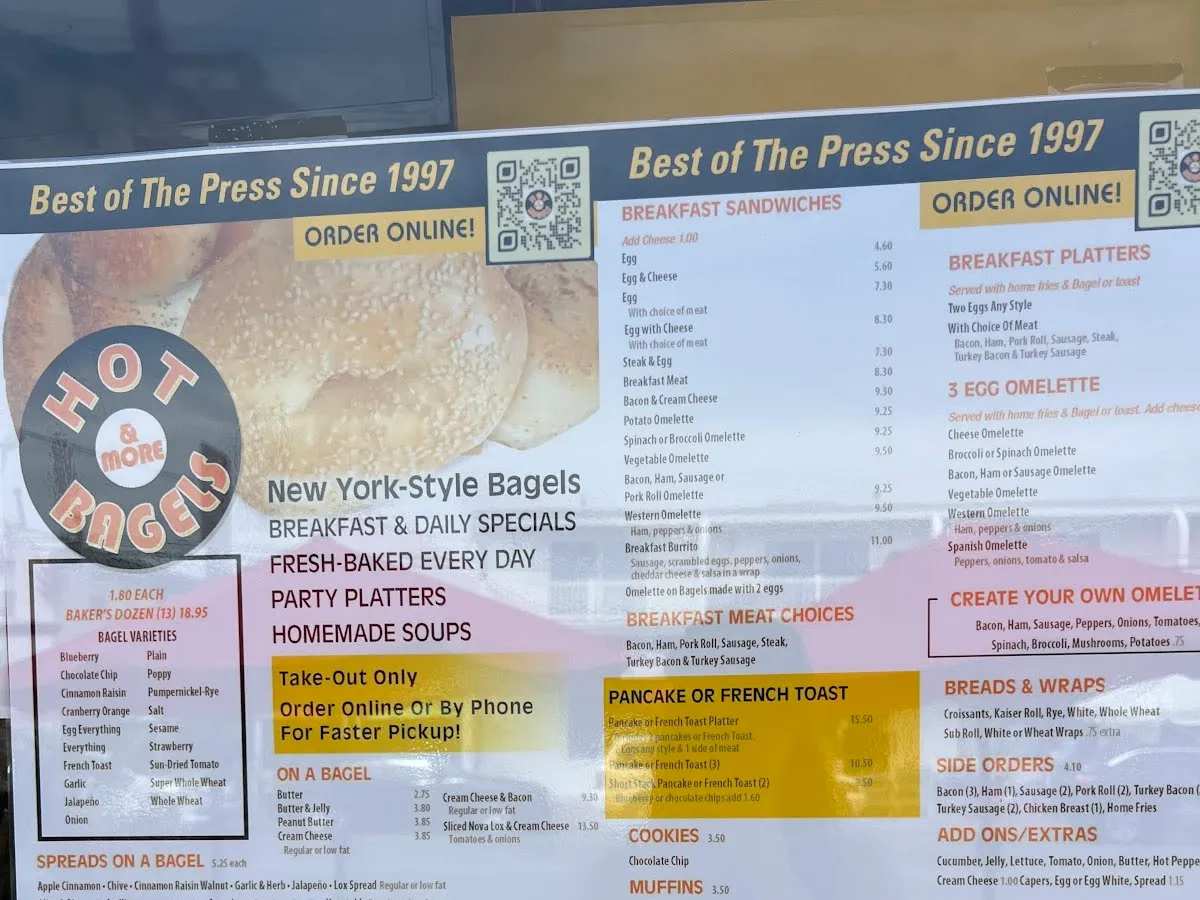 Best of The Press Since 1997
ORDER ONLINE!
HOT
& MORE
BAGELS
New York-Style Bagels
BREAKFAST & DAILY SPECIALS
FRESH-BAKED EVERY DAY
PARTY PLATTERS
HOMEMADE SOUPS
1.80 EACH
BAKER'S DOZEN (13) 18.95
BAGEL VARIETIES
Blueberry
Chocolate Chip
Cinnamon Raisin
Cranberry Orange
Egg Everything
Everything
French Toast
Garlic
Jalapeño
Onion
Plain
Poppy
Pumpernickel-Rye
Salt
Sesame
Strawberry
Sun-Dried Tomato
Super Whole Wheat
Whole Wheat
Take-Out Only
Order Online Or By Phone
For Faster Pickup!
ON A BAGEL
Butter 2.75
Butter & Jelly 3.80
Peanut Butter 3.85
Cream Cheese 3.85
Regular or low fat
Cream Cheese & Bacon 9.30
Regular or low fat
Sliced Nova Lox & Cream Cheese 13.50
Tomatoes & onions
SPREADS ON A BAGEL 5.25 each
Apple Cinnamon • Chive • Cinnamon Raisin Walnut • Garlic & Herb • Jalapeño • Lox Spread Regular or low fat
Best of The Press Since 1997
ORDER ONLINE!
BREAKFAST SANDWICHES
Add Cheese 1.00
Egg 4.60
Egg & Cheese 5.60
Egg 7.30
With choice of meat
Egg with Cheese 8.30
With choice of meat
Steak & Egg 7.30
Breakfast Meat 8.30
Bacon & Cream Cheese 9.30
Potato Omelette 9.25
Spinach or Broccoli Omelette 9.25
Vegetable Omelette 9.50
Bacon, Ham, Sausage or
Pork Roll Omelette 9.25
Western Omelette 9.50
Ham, peppers & onions
Breakfast Burrito 11.00
Sausage, scrambled eggs, peppers, onions,
cheddar cheese & salsa in a wrap
Omelette on Bagels made with 2 eggs
BREAKFAST MEAT CHOICES
Bacon, Ham, Pork Roll, Sausage, Steak,
Turkey Bacon & Turkey Sausage
PANCAKE OR FRENCH TOAST
Pancake or French Toast Platter 15.50
2 pancakes or French Toast,
2 Eggs any style & 1 side of meat
Pancake or French Toast (3) 10.50
Short Stack Pancake or French Toast (2) 7.50
Blueberry or chocolate chips add 1.60
COOKIES 3.50
Chocolate Chip
MUFFINS 3.50
BREAKFAST PLATTERS
Served with home fries & Bagel or toast
Two Eggs Any Style
With Choice Of Meat
Bacon, Ham, Pork Roll, Sausage, Steak,
Turkey Bacon & Turkey Sausage
3 EGG OMELETTE
Served with home fries & Bagel or toast. Add cheese
Cheese Omelette
Broccoli or Spinach Omelette
Bacon, Ham or Sausage Omelette
Vegetable Omelette
Western Omelette
Ham, peppers & onions
Spanish Omelette
Peppers, onions, tomato & salsa
CREATE YOUR OWN OMELET
Bacon, Ham, Sausage, Peppers, Onions, Tomatoes,
Spinach, Broccoli, Mushrooms, Potatoes .75
BREADS & WRAPS
Croissants, Kaiser Roll, Rye, White, Whole Wheat
Sub Roll, White or Wheat Wraps .75 extra
SIDE ORDERS 4.10
Bacon (3), Ham (1), Sausage (2), Pork Roll (2), Turkey Bacon
Turkey Sausage (2), Chicken Breast (1), Home Fries
ADD ONS/EXTRAS
Cucumber, Jelly, Lettuce, Tomato, Onion, Butter, Hot Peppe
Cream Cheese 1.00 Capers, Egg or Egg White, Spread 1.15